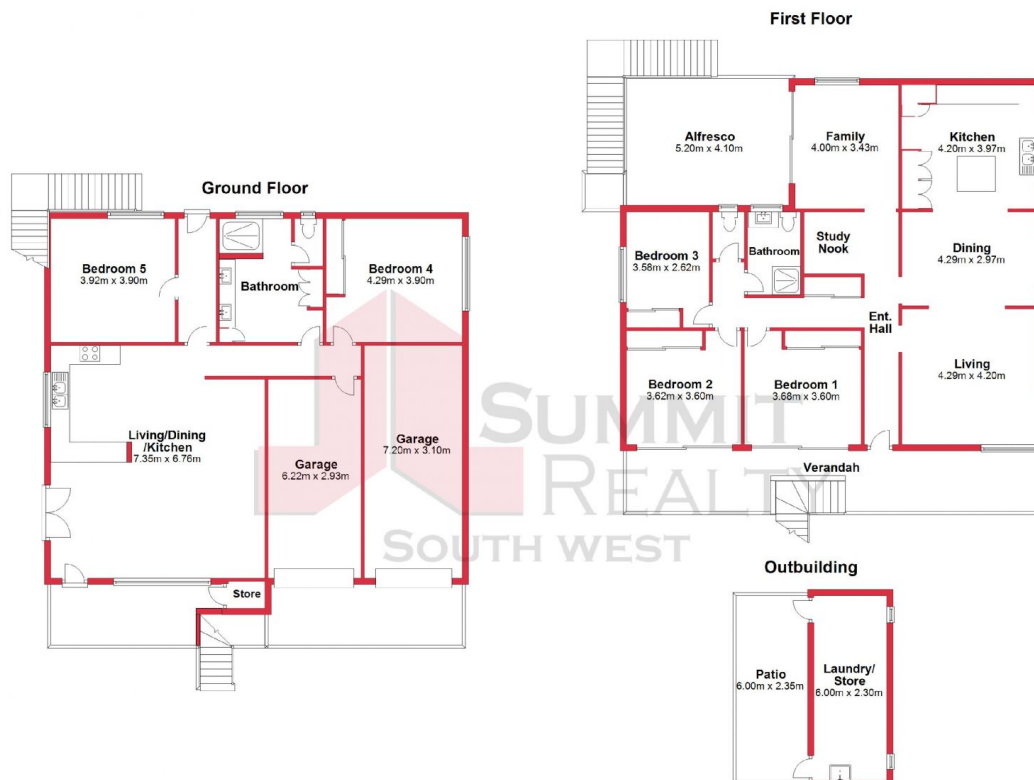 First Floor
Alfresco
5.20m x 4.10m
Family
4.00m x 3.43m
Kitchen
4.20m x 3.97m
Bedroom 3
3.58m x 2.62m
Bathroom
Study
Nook
Dining
4.29m x 2.97m
Ent.
Hall
Bedroom 2
3.62m x 3.60m
Bedroom 1
3.68m x 3.60m
Living
4.29m x 4.20m
Verandah
Ground Floor
Bedroom 5
3.92m x 3.90m
Bathroom
Bedroom 4
4.29m x 3.90m
Living/Dining
/Kitchen
7.35m x 6.76m
Garage
6.22m x 2.93m
Garage
7.20m x 3.10m
Store
SUMMIT
REALTY
SOUTH WEST
Outbuilding
Patio
6.00m x 2.35m
Laundry/
Store
6.00m x 2.30m